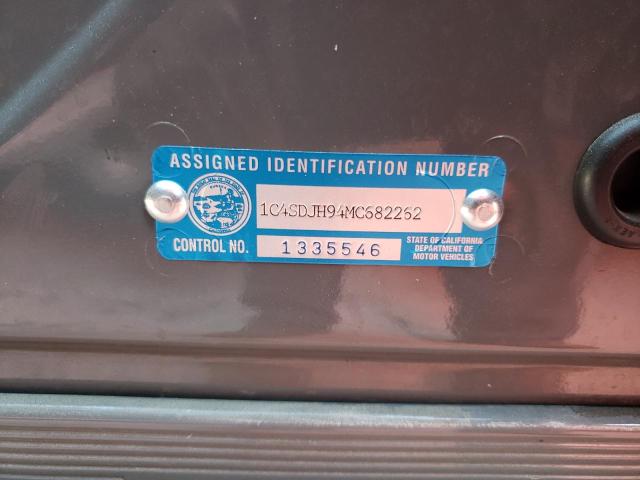 ASSIGNED IDENTIFICATION NUMBER
1C4SDJH94MC682262
CONTROL NO. 1335546
STATE OF CALIFORNIA
DEPARTMENT OF
MOTOR VEHICLES